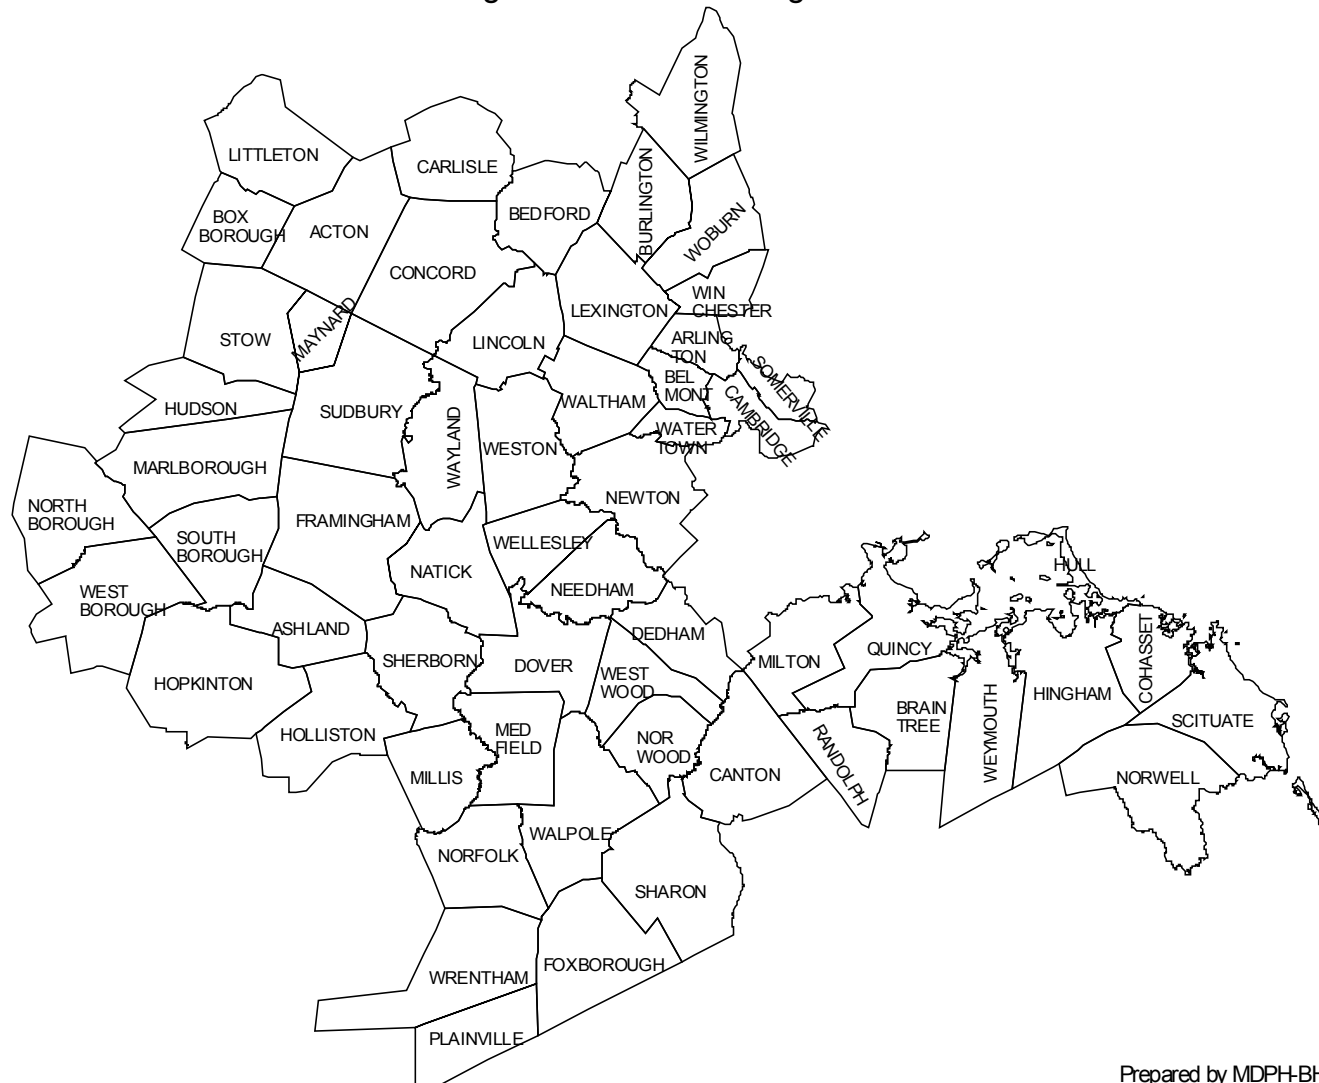 WILMINGTON
LITTLETON
CARLISLE
BURLINGTON
BEDFORD
BOX
BOROUGH
ACTON
WOBURN
CONCORD
WIN
CHESTER
LEXINGTON
MAYNARD
STOW
LINCOLN
ARLING
TON
SOMERVILLE
BEL
MONT
CAMBRIDGE
HUDSON
SUDBURY
WAYLAND
WALTHAM
WATER
TOWN
WESTON
MARLBOROUGH
NORTH
BOROUGH
FRAMINGHAM
NEWTON
SOUTH
BOROUGH
WELLESLEY
NATICK
NEEDHAM
HULL
WEST
BOROUGH
ASHLAND
DEDHAM
SHERBORN
DOVER
WEST
WOOD
MILTON
QUINCY
COHASSET
HOPKINTON
HINGHAM
WEYMOUTH
BRAIN
TREE
SCITUATE
HOLLISTON
MED
FIELD
NOR
WOOD
RANDOLPH
MILLIS
CANTON
NORWELL
WALPOLE
NORFOLK
SHARON
FOXBOROUGH
WRENTHAM
PLAINVILLE
Prepared by MDPH-BH